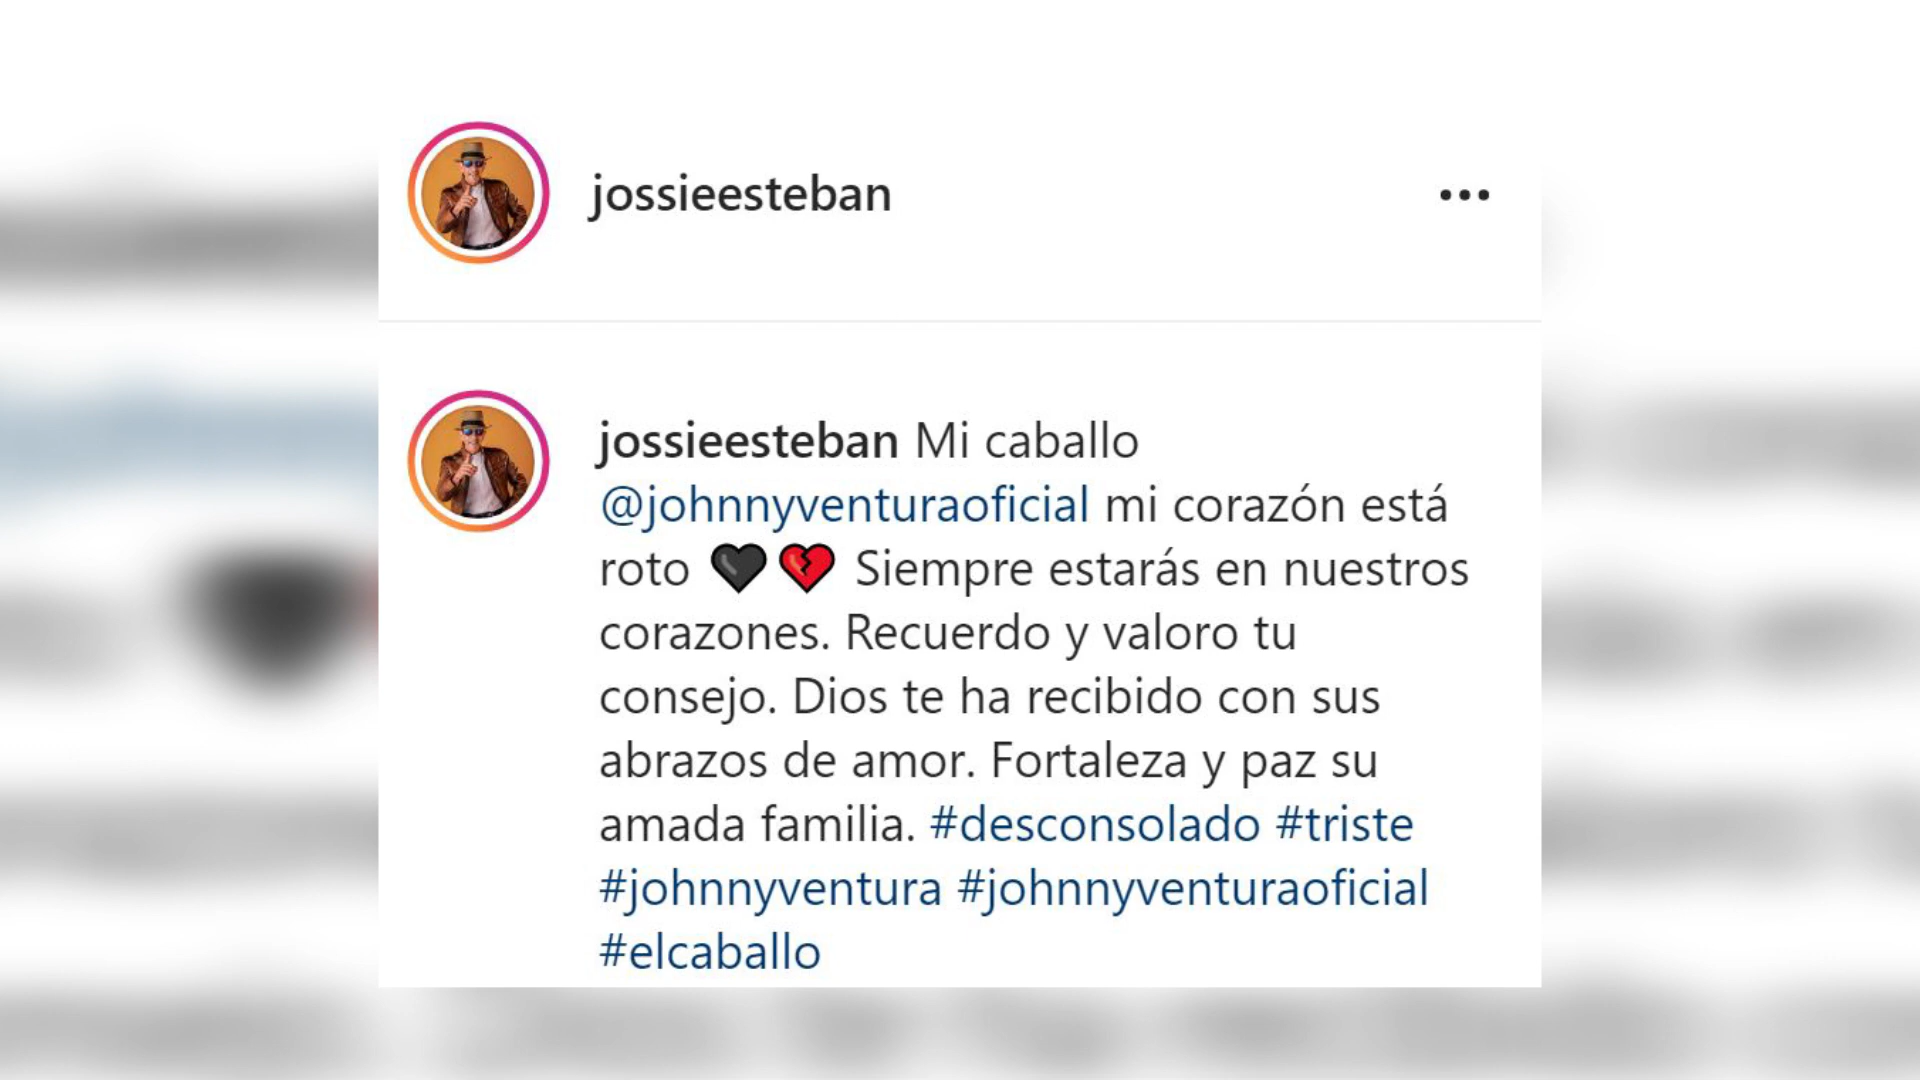 jossieesteban
jossieesteban Mi caballo
@johnnyventuraoficial mi corazón está
roto 🖤💔 Siempre estarás en nuestros
corazones. Recuerdo y valoro tu
consejo. Dios te ha recibido con sus
abrazos de amor. Fortaleza y paz su
amada familia. #desconsolado #triste
#johnnyventura #johnnyventuraoficial
#elcaballo